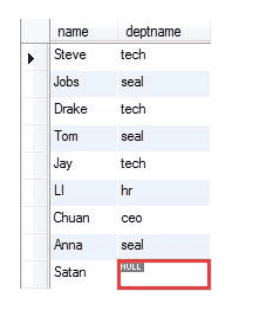 name deptname
Steve tech
Jobs seal
Drake tech
Tom seal
Jay tech
LI hr
Chuan ceo
Anna seal
Satan NULL